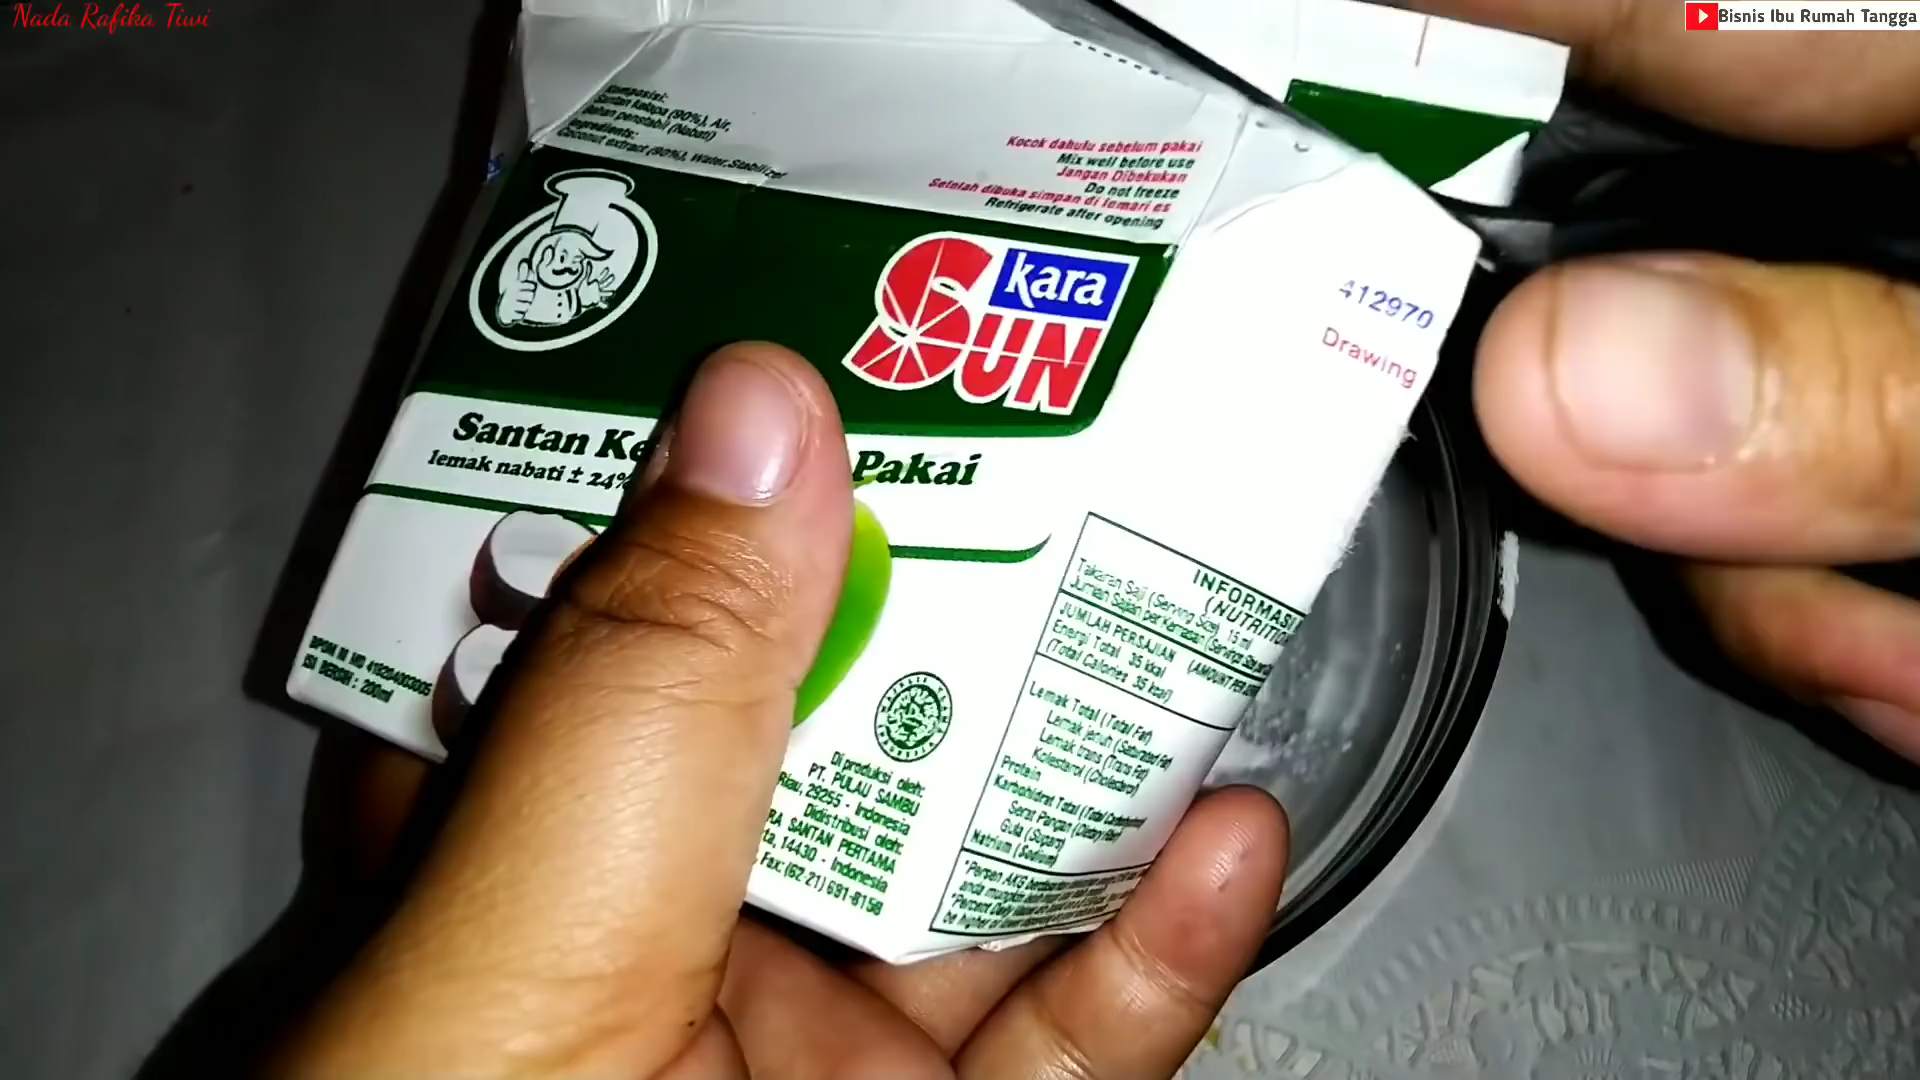 Nada Rafika Tiwi
Bisnis Ibu Rumah Tangga
Komposisi:
Santan kelapa (90%), Air,
Bahan penstabil (Nabati)
Ingredients:
Coconut extract (90%), Water, Stabilizer
Kocok dahulu sebelum pakai
Mix well before use
Jangan Dibekukan
Do not freeze
Setelah dibuka simpan di lemari es
Refrigerate after opening
kara
SUN
412970
Drawing
Santan Ke Pakai
lemak nabati ± 24%
ISI BERSIH : 200ml
Diproduksi oleh:
PT. PULAU SAMBU
Riau, 29255 - Indonesia
Didistribusi oleh:
RA SANTAN PERTAMA
ta, 14430 - Indonesia
Fax: (62-21) 691-8158
INFORMASI
(NUTRITION
Takaran Saji (Serving Size) 15 ml
JUMLAH PERSAJIAN (AMOUNT PER
Energi Total 35 kkal
(Total Calories 35 kcal)
Lemak Total (Total Fat)
Lemak jenuh (Saturated Fat)
Lemak trans (Trans Fat)
Kolesterol (Cholesterol)
Protein
Karbohidrat Total (Total Carbohydrate)
Serat Pangan (Dietary Fiber)
Gula (Sugars)
Natrium (Sodium)